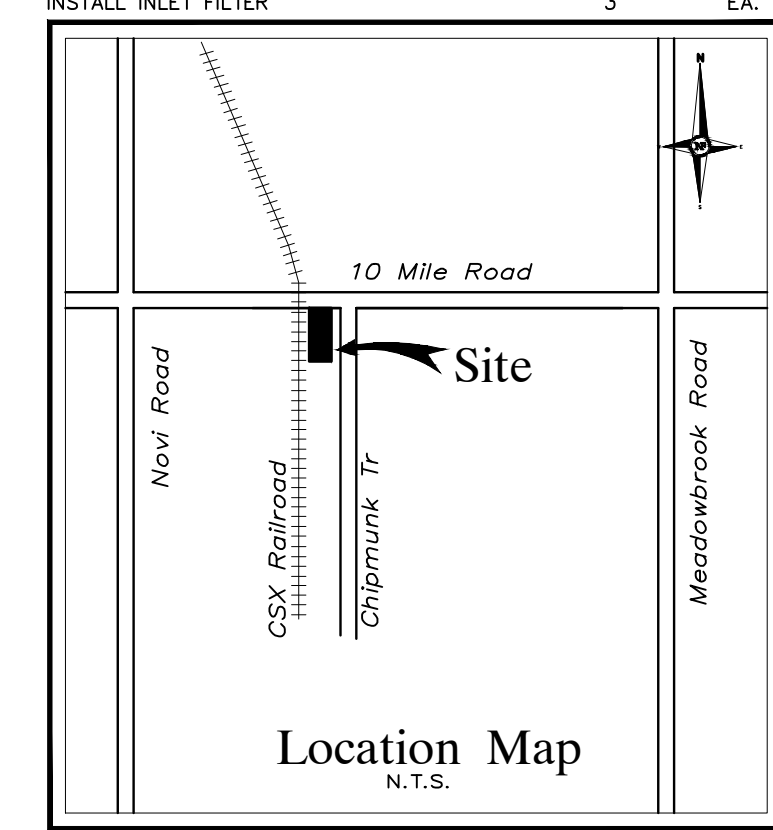 INSTALL INLET FILTER 3 EA.
N
E
S
10 Mile Road
Site
Novi Road
CSX Railroad
Chipmunk Tr
Meadowbrook Road
Location Map
N.T.S.